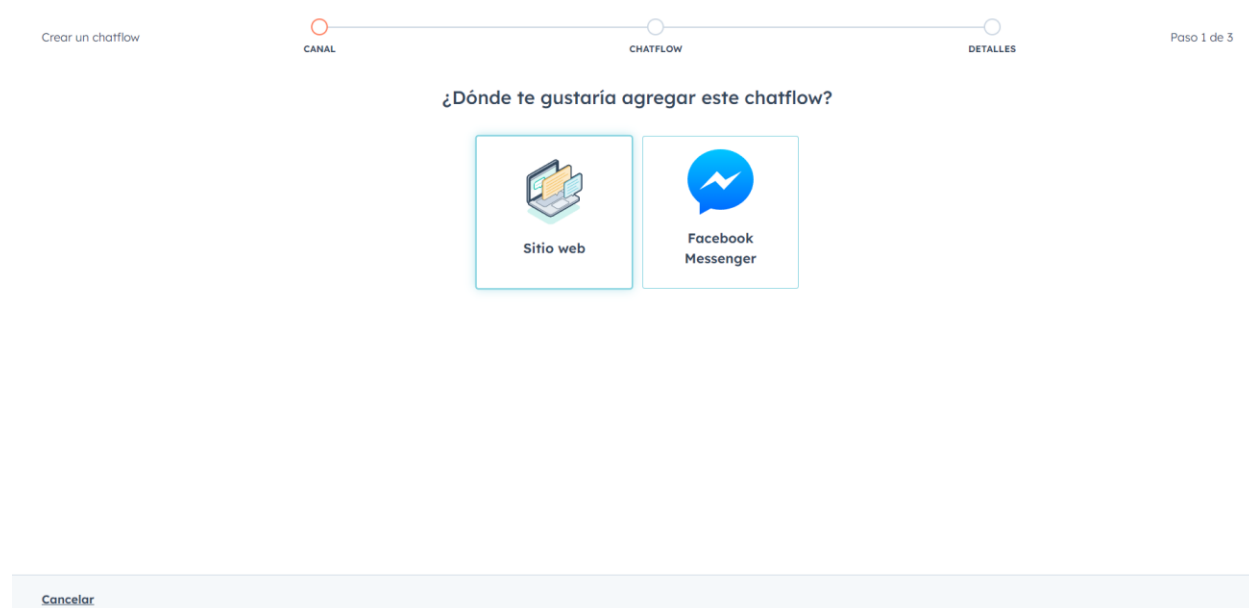 Crear un chatflow
CANAL
CHATFLOW
DETALLES
Paso 1 de 3
¿Dónde te gustaría agregar este chatflow?
Sitio web
Facebook
Messenger
Cancelar